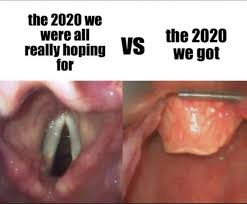 the 2020 we
were all
really hoping
for
VS
the 2020
we got